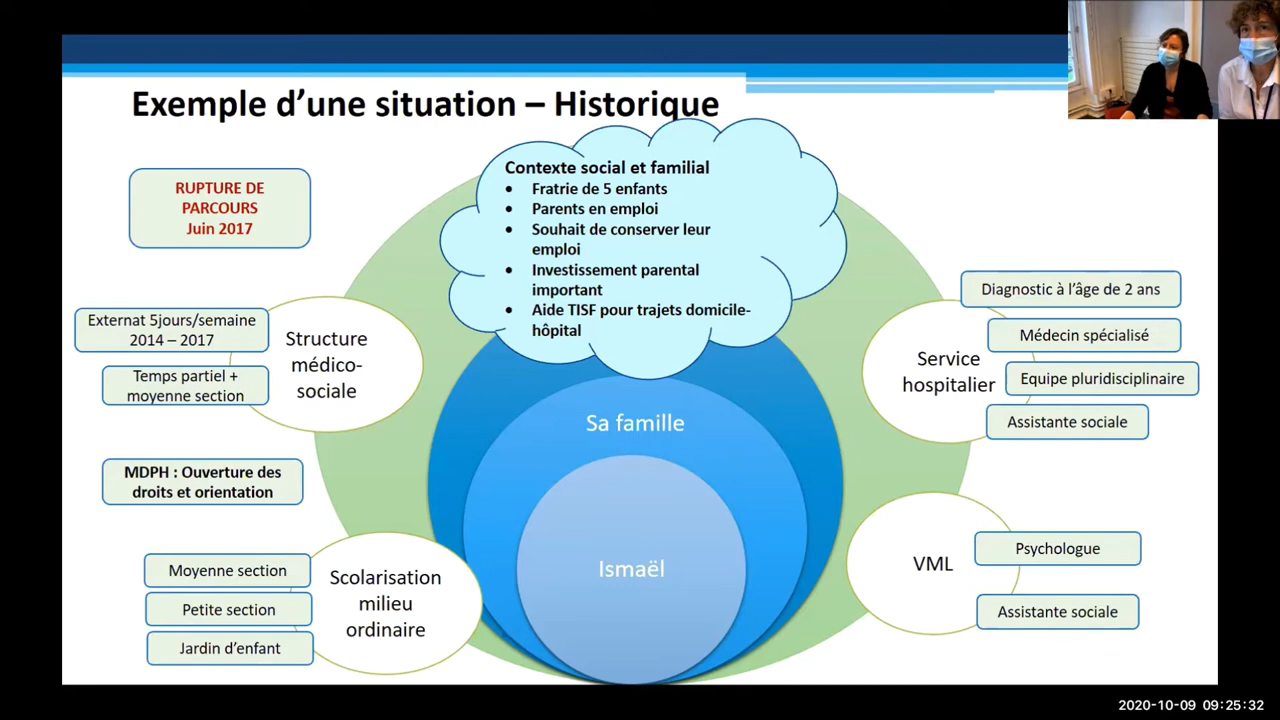 Exemple d’une situation – Historique
RUPTURE DE
PARCOURS
Juin 2017
Contexte social et familial
• Fratrie de 5 enfants
• Parents en emploi
• Souhait de conserver leur
emploi
• Investissement parental
important
• Aide TISF pour trajets domicile-
hôpital
Externat 5jours/semaine
2014 – 2017
Temps partiel +
moyenne section
Structure
médico-
sociale
MDPH : Ouverture des
droits et orientation
Moyenne section
Petite section
Jardin d’enfant
Scolarisation
milieu
ordinaire
Sa famille
Ismaël
Service
hospitalier
Diagnostic à l’âge de 2 ans
Médecin spécialisé
Equipe pluridisciplinaire
Assistante sociale
VML
Psychologue
Assistante sociale
2020-10-09 09:25:32